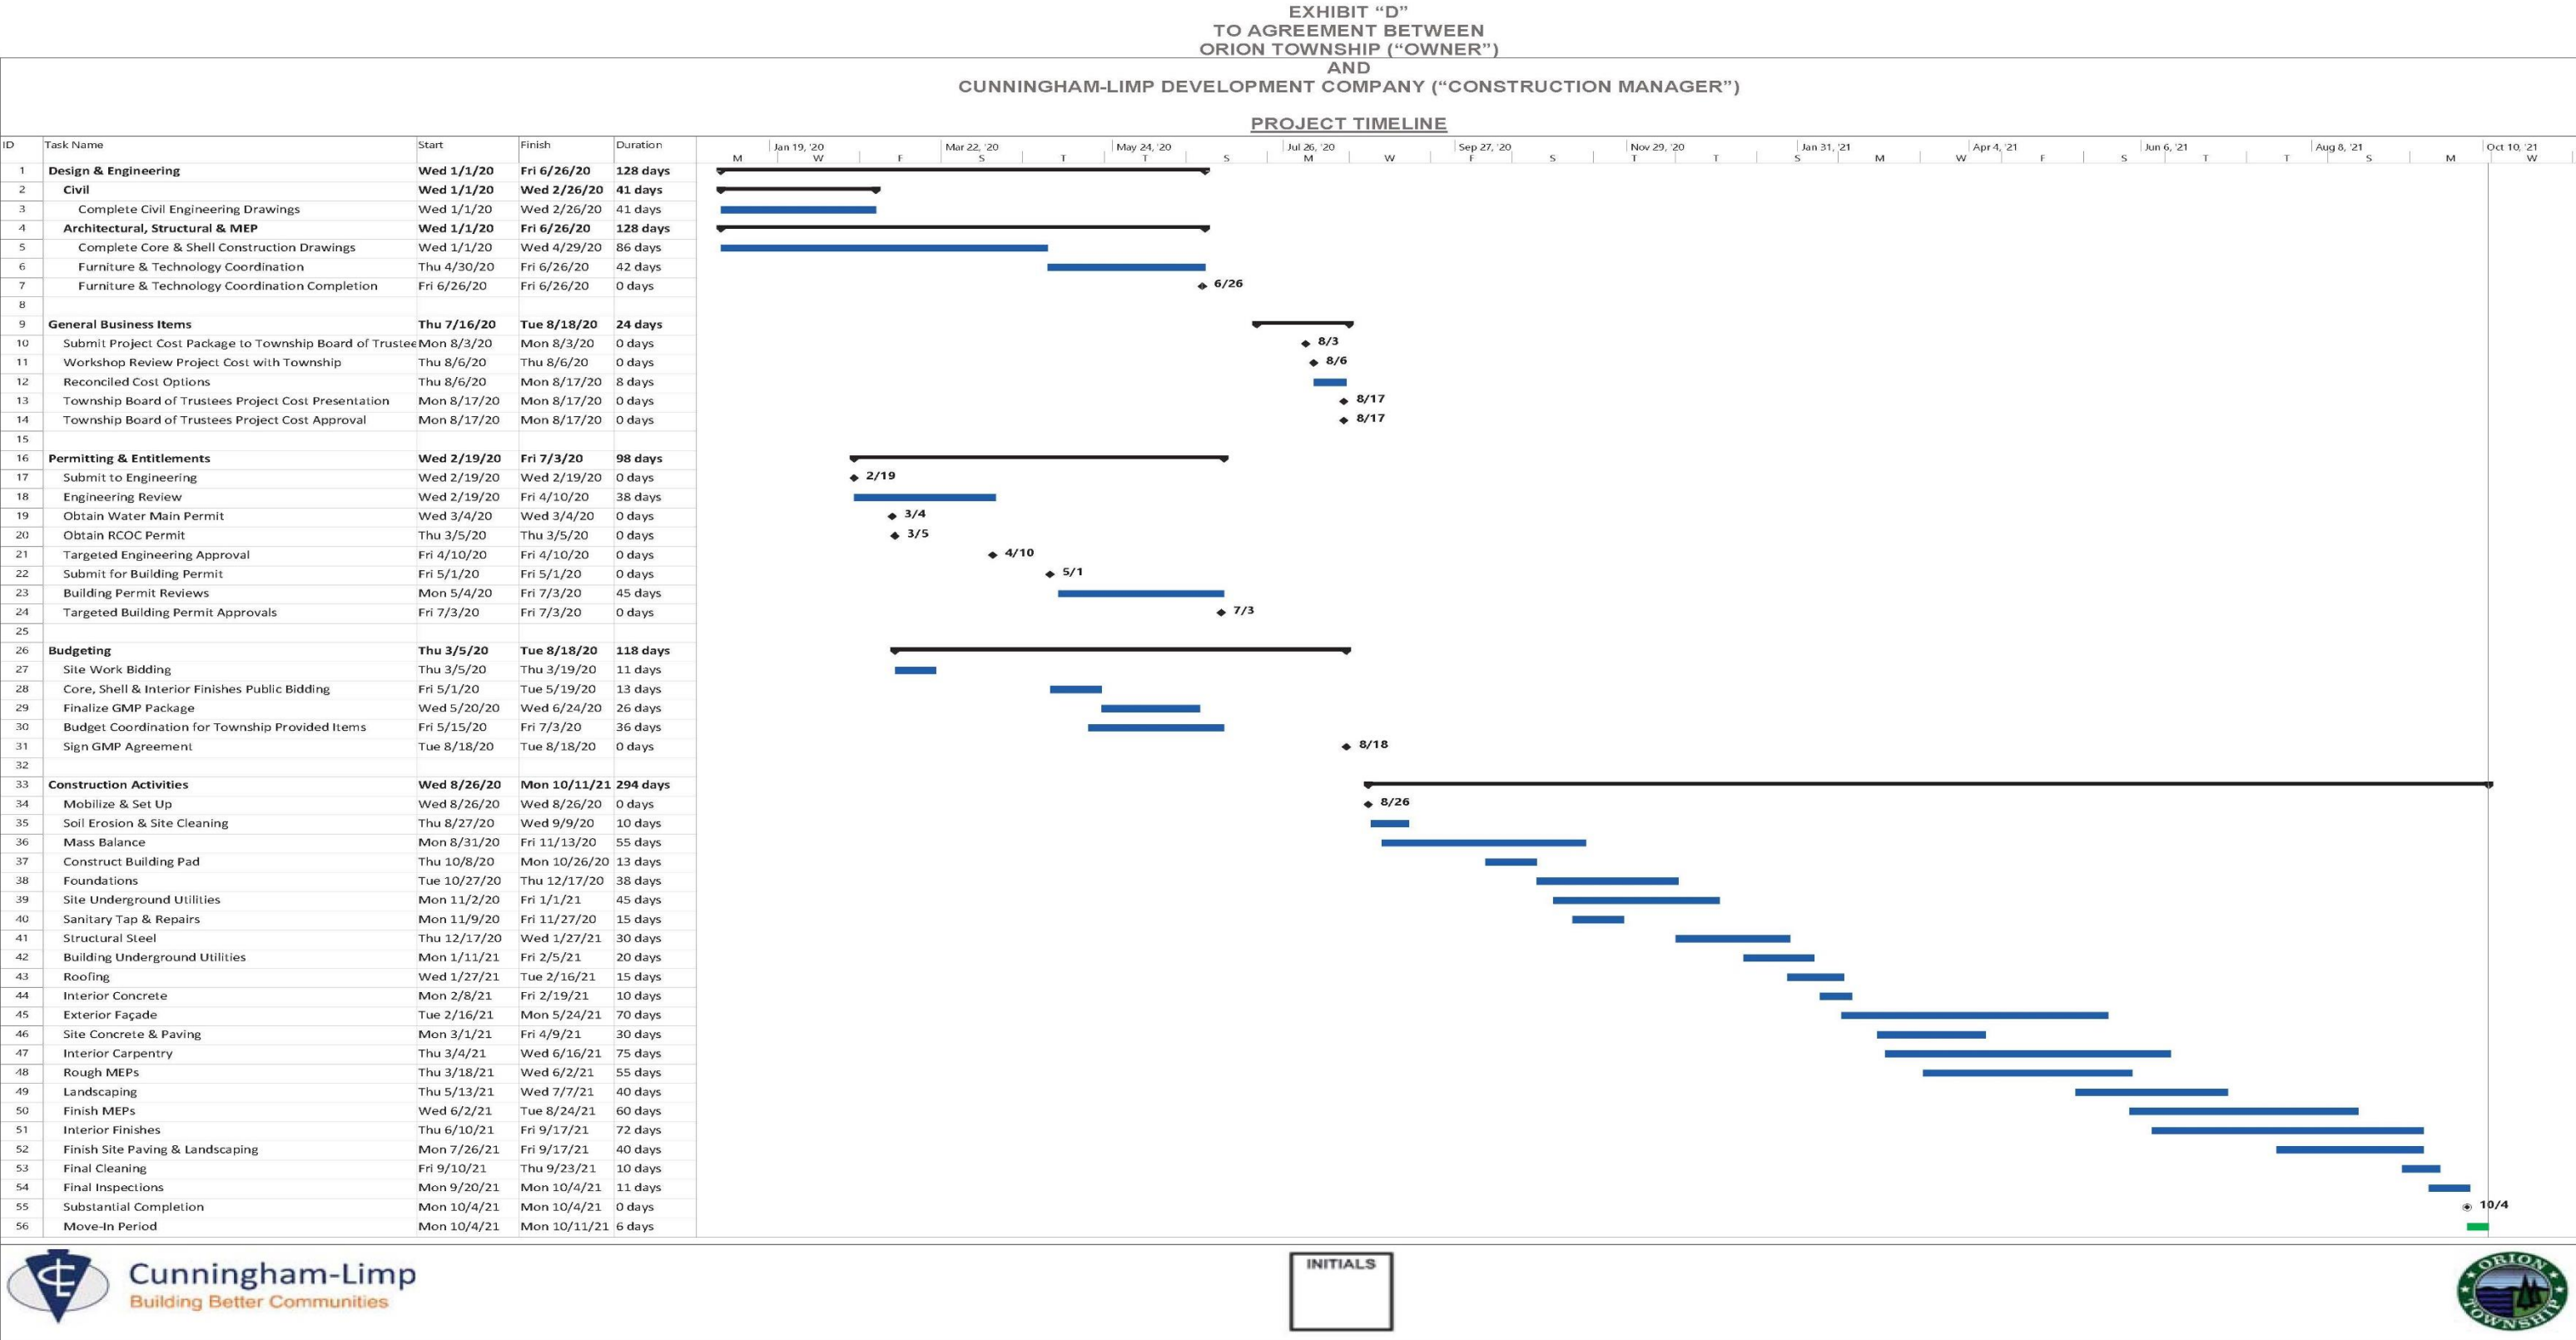 EXHIBIT “D”
TO AGREEMENT BETWEEN
ORION TOWNSHIP (“OWNER”)
AND
CUNNINGHAM-LIMP DEVELOPMENT COMPANY (“CONSTRUCTION MANAGER”)
PROJECT TIMELINE
ID Task Name Start Finish Duration Jan 19, '20 Mar 22, '20 May 24, '20 Jul 26, '20 Sep 27, '20 Nov 29, '20 Jan 31, '21 Apr 4, '21 Jun 6, '21 Aug 8, '21 Oct 10, '21
M W F S T T S M W F S T T S M W F S T T S M W
1 Design & Engineering Wed 1/1/20 Fri 6/26/20 128 days
2 Civil Wed 1/1/20 Wed 2/26/20 41 days
3 Complete Civil Engineering Drawings Wed 1/1/20 Wed 2/26/20 41 days
4 Architectural, Structural & MEP Wed 1/1/20 Fri 6/26/20 128 days
5 Complete Core & Shell Construction Drawings Wed 1/1/20 Wed 4/29/20 86 days
6 Furniture & Technology Coordination Thu 4/30/20 Fri 6/26/20 42 days
7 Furniture & Technology Coordination Completion Fri 6/26/20 Fri 6/26/20 0 days 6/26
8
9 General Business Items Thu 7/16/20 Tue 8/18/20 24 days
10 Submit Project Cost Package to Township Board of Trustee Mon 8/3/20 Mon 8/3/20 0 days 8/3
11 Workshop Review Project Cost with Township Thu 8/6/20 Thu 8/6/20 0 days 8/6
12 Reconciled Cost Options Thu 8/6/20 Mon 8/17/20 8 days
13 Township Board of Trustees Project Cost Presentation Mon 8/17/20 Mon 8/17/20 0 days 8/17
14 Township Board of Trustees Project Cost Approval Mon 8/17/20 Mon 8/17/20 0 days 8/17
15
16 Permitting & Entitlements Wed 2/19/20 Fri 7/3/20 98 days
17 Submit to Engineering Wed 2/19/20 Wed 2/19/20 0 days 2/19
18 Engineering Review Wed 2/19/20 Fri 4/10/20 38 days
19 Obtain Water Main Permit Wed 3/4/20 Wed 3/4/20 0 days 3/4
20 Obtain RCOC Permit Thu 3/5/20 Thu 3/5/20 0 days 3/5
21 Targeted Engineering Approval Fri 4/10/20 Fri 4/10/20 0 days 4/10
22 Submit for Building Permit Fri 5/1/20 Fri 5/1/20 0 days 5/1
23 Building Permit Reviews Mon 5/4/20 Fri 7/3/20 45 days
24 Targeted Building Permit Approvals Fri 7/3/20 Fri 7/3/20 0 days 7/3
25
26 Budgeting Thu 3/5/20 Tue 8/18/20 118 days
27 Site Work Bidding Thu 3/5/20 Thu 3/19/20 11 days
28 Core, Shell & Interior Finishes Public Bidding Fri 5/1/20 Tue 5/19/20 13 days
29 Finalize GMP Package Wed 5/20/20 Wed 6/24/20 26 days
30 Budget Coordination for Township Provided Items Fri 5/15/20 Fri 7/3/20 36 days
31 Sign GMP Agreement Tue 8/18/20 Tue 8/18/20 0 days 8/18
32
33 Construction Activities Wed 8/26/20 Mon 10/11/21 294 days
34 Mobilize & Set Up Wed 8/26/20 Wed 8/26/20 0 days 8/26
35 Soil Erosion & Site Cleaning Thu 8/27/20 Wed 9/9/20 10 days
36 Mass Balance Mon 8/31/20 Fri 11/13/20 55 days
37 Construct Building Pad Thu 10/8/20 Mon 10/26/20 13 days
38 Foundations Tue 10/27/20 Thu 12/17/20 38 days
39 Site Underground Utilities Mon 11/2/20 Fri 1/1/21 45 days
40 Sanitary Tap & Repairs Mon 11/9/20 Fri 11/27/20 15 days
41 Structural Steel Thu 12/17/20 Wed 1/27/21 30 days
42 Building Underground Utilities Mon 1/11/21 Fri 2/5/21 20 days
43 Roofing Wed 1/27/21 Tue 2/16/21 15 days
44 Interior Concrete Mon 2/8/21 Fri 2/19/21 10 days
45 Exterior Façade Tue 2/16/21 Mon 5/24/21 70 days
46 Site Concrete & Paving Mon 3/1/21 Fri 4/9/21 30 days
47 Interior Carpentry Thu 3/4/21 Wed 6/16/21 75 days
48 Rough MEPs Thu 3/18/21 Wed 6/2/21 55 days
49 Landscaping Thu 5/13/21 Wed 7/7/21 40 days
50 Finish MEPs Wed 6/2/21 Tue 8/24/21 60 days
51 Interior Finishes Thu 6/10/21 Fri 9/17/21 72 days
52 Finish Site Paving & Landscaping Mon 7/26/21 Fri 9/17/21 40 days
53 Final Cleaning Fri 9/10/21 Thu 9/23/21 10 days
54 Final Inspections Mon 9/20/21 Mon 10/4/21 11 days
55 Substantial Completion Mon 10/4/21 Mon 10/4/21 0 days 10/4
56 Move-In Period Mon 10/4/21 Mon 10/11/21 6 days
Cunningham-Limp
Building Better Communities
INITIALS
ORION TOWNSHIP